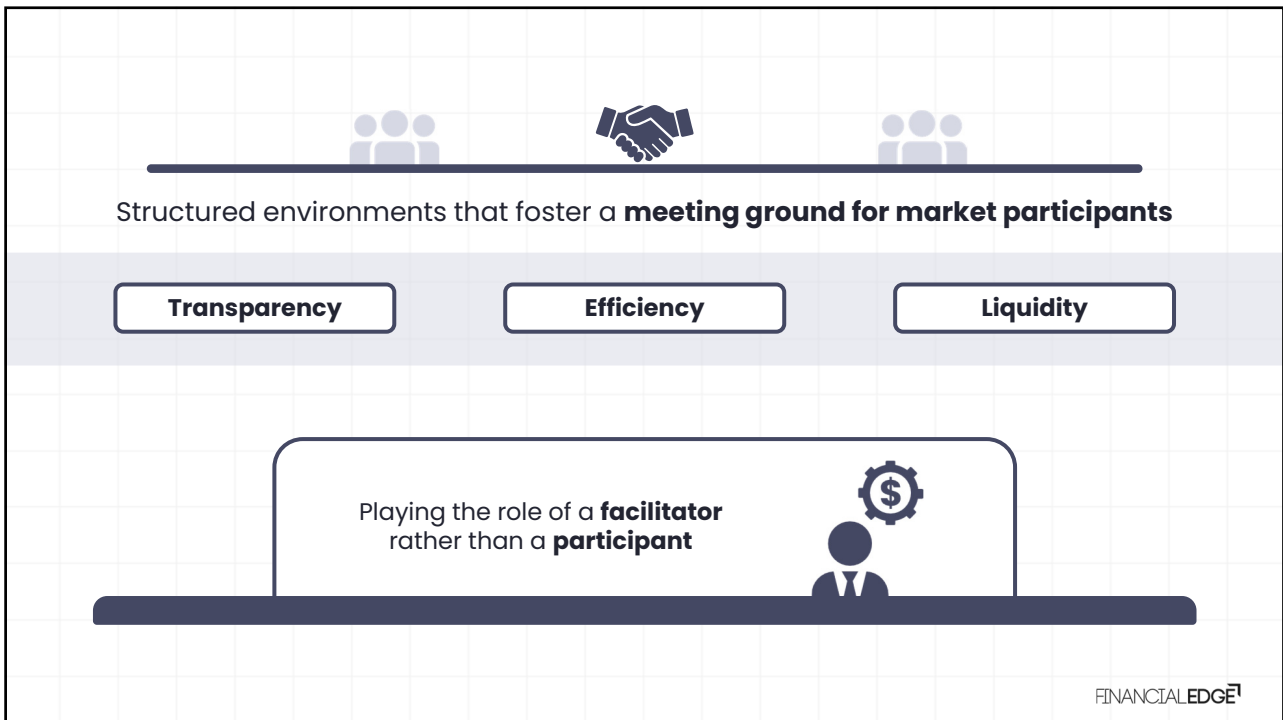 Structured environments that foster a meeting ground for market participants
Transparency
Efficiency
Liquidity
$
Playing the role of a facilitator
rather than a participant
FINANCIALEDGE